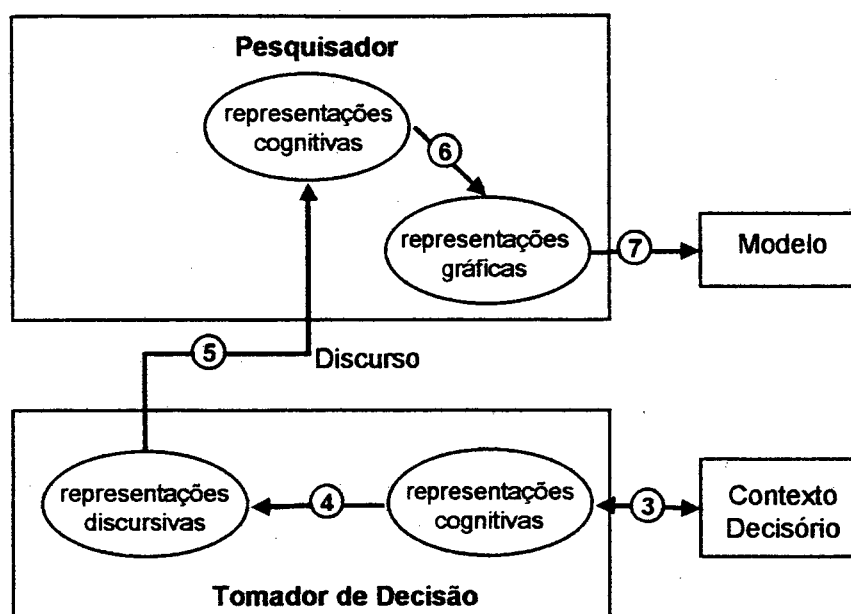 Pesquisador
representações
cognitivas
6
representações
gráficas
7
Modelo
5
Discurso
representações
discursivas
4
representações
cognitivas
3
Contexto
Decisório
Tomador de Decisão